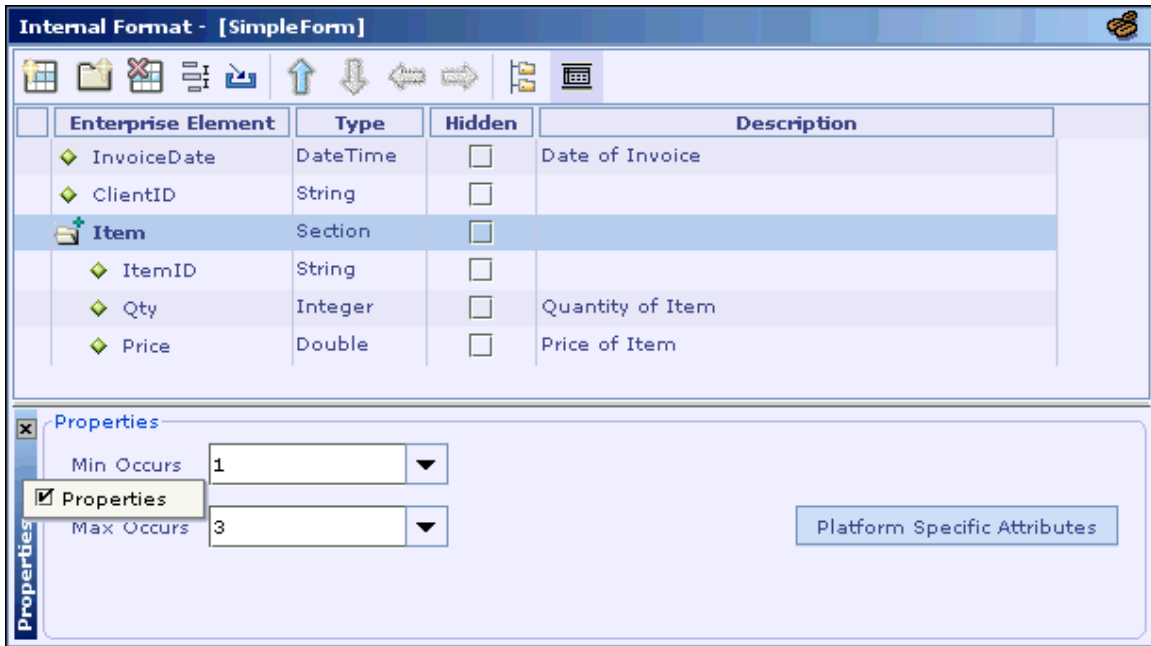 Internal Format - [SimpleForm]
Enterprise Element Type Hidden Description
InvoiceDate DateTime Date of Invoice
ClientID String
Item Section
ItemID String
Qty Integer Quantity of Item
Price Double Price of Item
Properties
Min Occurs 1
Properties
Max Occurs 3
Platform Specific Attributes
Properties